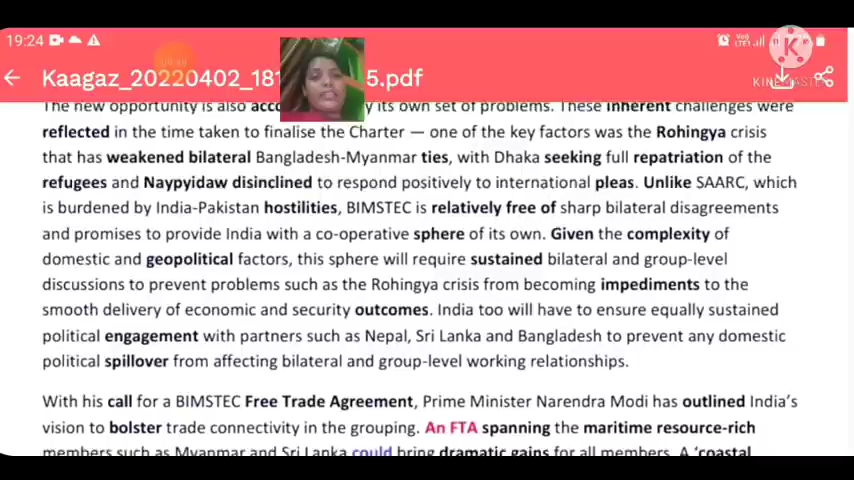 19:24
Kaagaz_20220402_181 5.pdf
KINEMASTER
The new opportunity is also acco y its own set of problems. These inherent challenges were
reflected in the time taken to finalise the Charter — one of the key factors was the Rohingya crisis
that has weakened bilateral Bangladesh-Myanmar ties, with Dhaka seeking full repatriation of the
refugees and Naypyidaw disinclined to respond positively to international pleas. Unlike SAARC, which
is burdened by India-Pakistan hostilities, BIMSTEC is relatively free of sharp bilateral disagreements
and promises to provide India with a co-operative sphere of its own. Given the complexity of
domestic and geopolitical factors, this sphere will require sustained bilateral and group-level
discussions to prevent problems such as the Rohingya crisis from becoming impediments to the
smooth delivery of economic and security outcomes. India too will have to ensure equally sustained
political engagement with partners such as Nepal, Sri Lanka and Bangladesh to prevent any domestic
political spillover from affecting bilateral and group-level working relationships.
With his call for a BIMSTEC Free Trade Agreement, Prime Minister Narendra Modi has outlined India's
vision to bolster trade connectivity in the grouping. An FTA spanning the maritime resource-rich
members such as Myanmar and Sri Lanka could bring dramatic gains for all members. A 'coastal